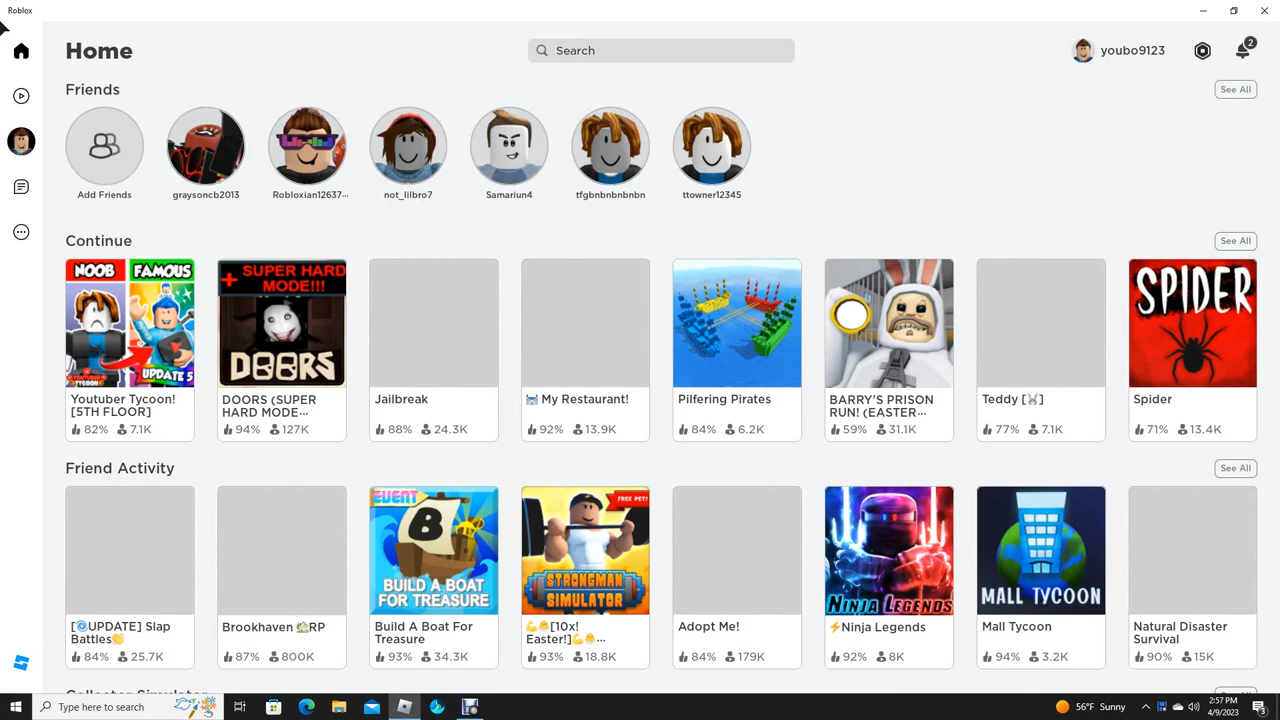 Roblox
Home
Search
youbo9123
2
Friends
See All
Add Friends
graysoncb2013
Robloxian12637...
not_lilbro7
Samariun4
tfgbnbnbnbnbn
ttowner12345
Continue
See All
NOOB FAMOUS
UPDATE 5
+ SUPER HARD
MODE!!!
DOORS
SPIDER
Youtuber Tycoon!
[5TH FLOOR]
82% 7.1K
DOORS (SUPER
HARD MODE...
94% 127K
Jailbreak
88% 24.3K
My Restaurant!
92% 13.9K
Pilfering Pirates
84% 6.2K
BARRY'S PRISON
RUN! (EASTER...
59% 31.1K
Teddy [🐰]
77% 7.1K
Spider
71% 13.4K
Friend Activity
See All
EVENT
B
BUILD A BOAT
FOR TREASURE
FREE PET!
STRONGMAN
SIMULATOR
NINJA LEGENDS
MALL TYCOON
[🌀UPDATE] Slap
Battles👏
84% 25.7K
Brookhaven 🏡RP
87% 800K
Build A Boat For
Treasure
93% 34.3K
💪🐣[10x!
Easter!]💪🐣...
93% 18.8K
Adopt Me!
84% 179K
⚡Ninja Legends
92% 8K
Mall Tycoon
94% 3.2K
Natural Disaster
Survival
90% 15K
Collector Simulator
Type here to search
56°F Sunny
2:57 PM
4/9/2023
3